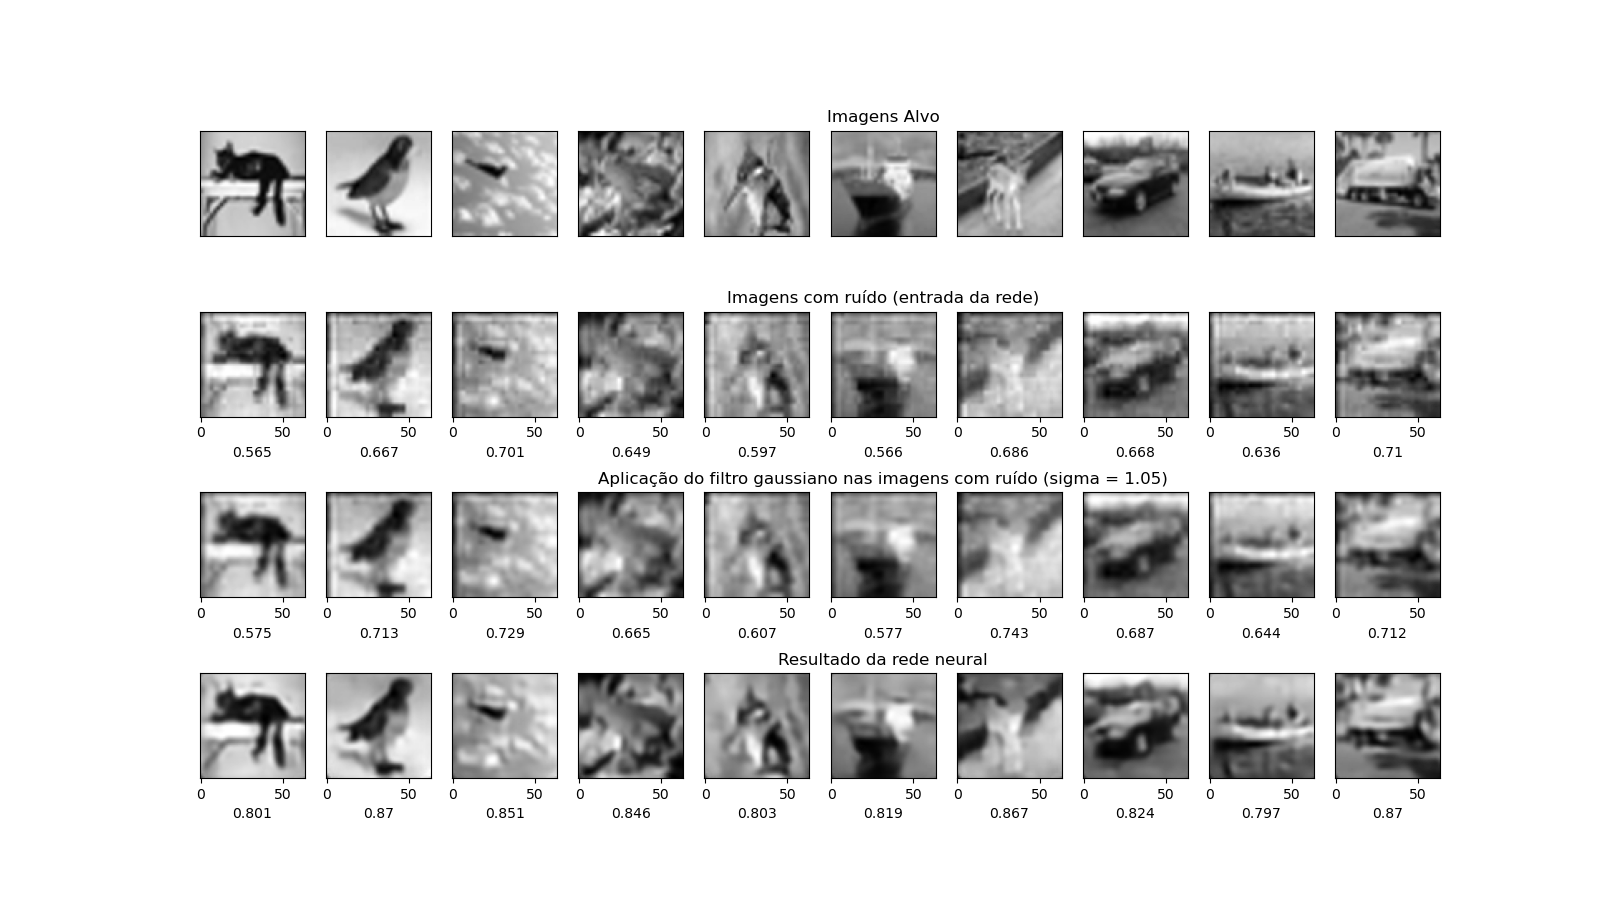 Imagens Alvo
Imagens com ruído (entrada da rede)
0 50 0 50 0 50 0 50 0 50 0 50 0 50 0 50 0 50 0 50
0.565 0.667 0.701 0.649 0.597 0.566 0.686 0.668 0.636 0.71
Aplicação do filtro gaussiano nas imagens com ruído (sigma = 1.05)
0 50 0 50 0 50 0 50 0 50 0 50 0 50 0 50 0 50 0 50
0.575 0.713 0.729 0.665 0.607 0.577 0.743 0.687 0.644 0.712
Resultado da rede neural
0 50 0 50 0 50 0 50 0 50 0 50 0 50 0 50 0 50 0 50
0.801 0.87 0.851 0.846 0.803 0.819 0.867 0.824 0.797 0.87